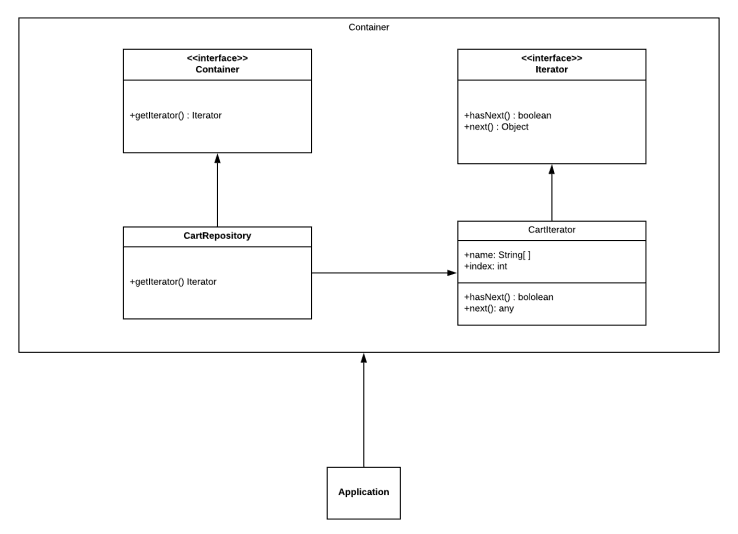 Container
<<interface>>
Container
+getIterator() : Iterator
<<interface>>
Iterator
+hasNext() : boolean
+next() : Object
CartRepository
+getIterator() Iterator
CartIterator
+name: String[ ]
+index: int
+hasNext() : bololean
+next(): any
Application